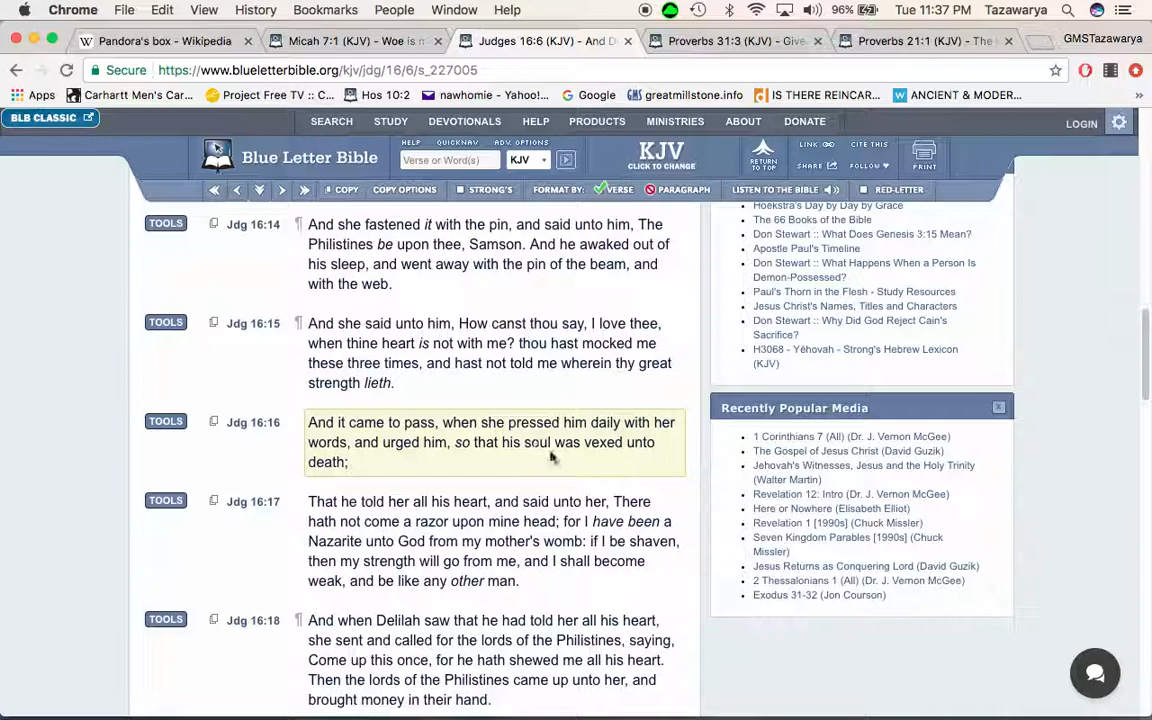 Chrome File Edit View History Bookmarks People Window Help 96% Tue 11:37 PM Tazawarya
W Pandora's box - Wikipedia × Micah 7:1 (KJV) - Woe is m × Judges 16:6 (KJV) - And D × Proverbs 31:3 (KJV) - Give × Proverbs 21:1 (KJV) - The × GMSTazawarya
Secure https://www.blueletterbible.org/kjv/jdg/16/6/s_227005
Apps Carhartt Men's Car... Project Free TV :: C... Hos 10:2 nawhomie - Yahoo!... Google GMS greatmillstone.info IS THERE REINCAR... W ANCIENT & MODER... »
BLB CLASSIC SEARCH STUDY DEVOTIONALS HELP PRODUCTS MINISTRIES ABOUT DONATE LOGIN
HELP QUICKNAV ADV. OPTIONS
Blue Letter Bible Verse or Word(s) KJV
KJV
CLICK TO CHANGE
RETURN
TO TOP
LINK CITE THIS
SHARE FOLLOW
PRINT
COPY COPY OPTIONS STRONG'S FORMAT BY: VERSE PARAGRAPH LISTEN TO THE BIBLE RED-LETTER
TOOLS Jdg 16:14 ¶ And she fastened it with the pin, and said unto him, The
Philistines be upon thee, Samson. And he awaked out of
his sleep, and went away with the pin of the beam, and
with the web.
TOOLS Jdg 16:15 ¶ And she said unto him, How canst thou say, I love thee,
when thine heart is not with me? thou hast mocked me
these three times, and hast not told me wherein thy great
strength lieth.
TOOLS Jdg 16:16 And it came to pass, when she pressed him daily with her
words, and urged him, so that his soul was vexed unto
death;
TOOLS Jdg 16:17 That he told her all his heart, and said unto her, There
hath not come a razor upon mine head; for I have been a
Nazarite unto God from my mother's womb: if I be shaven,
then my strength will go from me, and I shall become
weak, and be like any other man.
TOOLS Jdg 16:18 ¶ And when Delilah saw that he had told her all his heart,
she sent and called for the lords of the Philistines, saying,
Come up this once, for he hath shewed me all his heart.
Then the lords of the Philistines came up unto her, and
brought money in their hand.
Hoekstra's Day by Day by Grace
The 66 Books of the Bible
Don Stewart :: What Does Genesis 3:15 Mean?
Apostle Paul's Timeline
Don Stewart :: What Happens When a Person Is
Demon-Possessed?
Paul's Thorn in the Flesh - Study Resources
Jesus Christ's Names, Titles and Characters
Don Stewart :: Why Did God Reject Cain's
Sacrifice?
H3068 - Yĕhovah - Strong's Hebrew Lexicon
(KJV)
Recently Popular Media
1 Corinthians 7 (All) (Dr. J. Vernon McGee)
The Gospel of Jesus Christ (David Guzik)
Jehovah's Witnesses, Jesus and the Holy Trinity
(Walter Martin)
Revelation 12: Intro (Dr. J. Vernon McGee)
Here or Nowhere (Elisabeth Elliot)
Revelation 1 [1990s] (Chuck Missler)
Seven Kingdom Parables [1990s] (Chuck
Missler)
Jesus Returns as Conquering Lord (David Guzik)
2 Thessalonians 1 (All) (Dr. J. Vernon McGee)
Exodus 31-32 (Jon Courson)